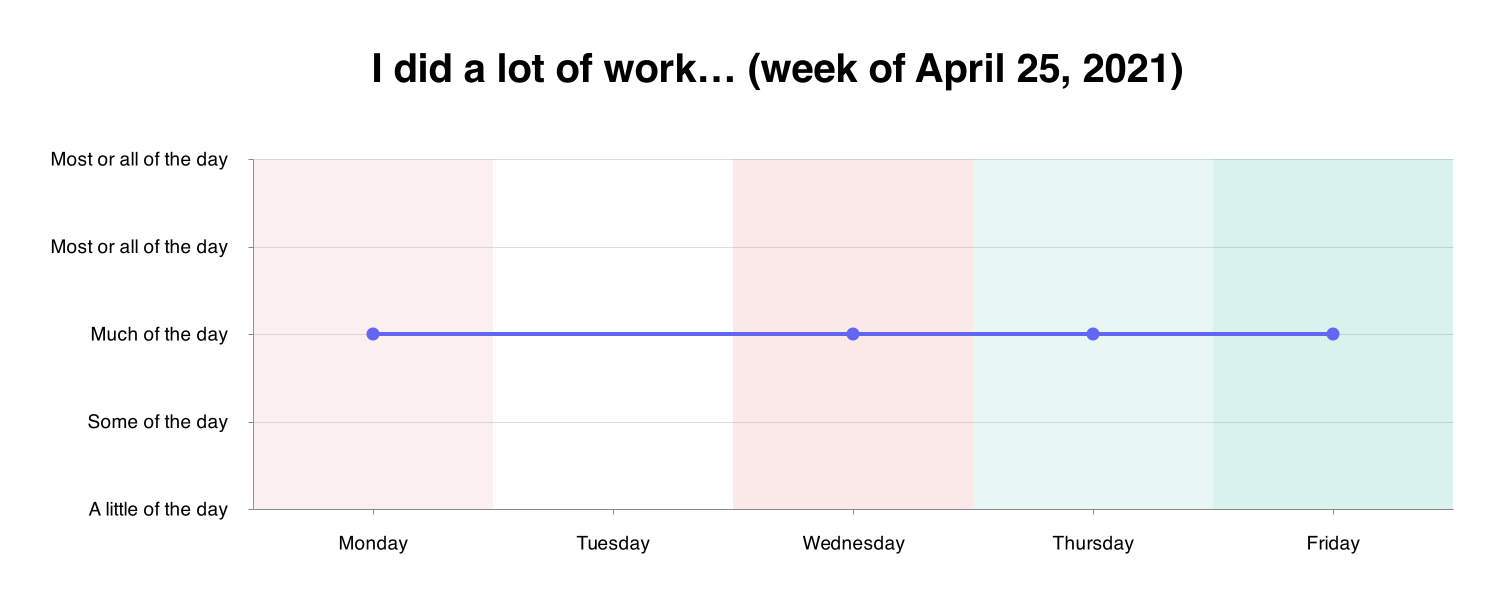 I did a lot of work… (week of April 25, 2021)
Most or all of the day
Most or all of the day
Much of the day
Some of the day
A little of the day
Monday
Tuesday
Wednesday
Thursday
Friday